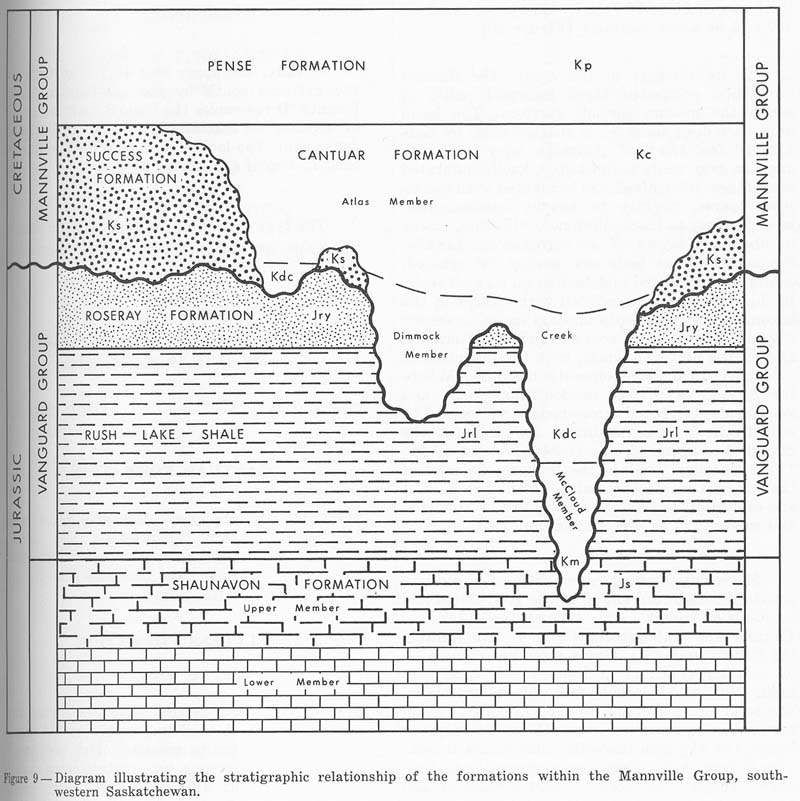 PENSE FORMATION Kp
CRETACEOUS
MANNVILLE GROUP
MANNVILLE GROUP
SUCCESS
FORMATION
Ks
CANTUAR FORMATION Kc
Atlas Member
Kdc
Ks
Ks
ROSERAY FORMATION Jry
Jry
Dimmock Creek
Member
JURASSIC
VANGUARD GROUP
VANGUARD GROUP
RUSH LAKE SHALE Jrl Kdc Jrl
McCloud
Member
Km
SHAUNAVON FORMATION Js
Upper Member
Lower Member
Figure 9—Diagram illustrating the stratigraphic relationship of the formations within the Mannville Group, south-
western Saskatchewan.